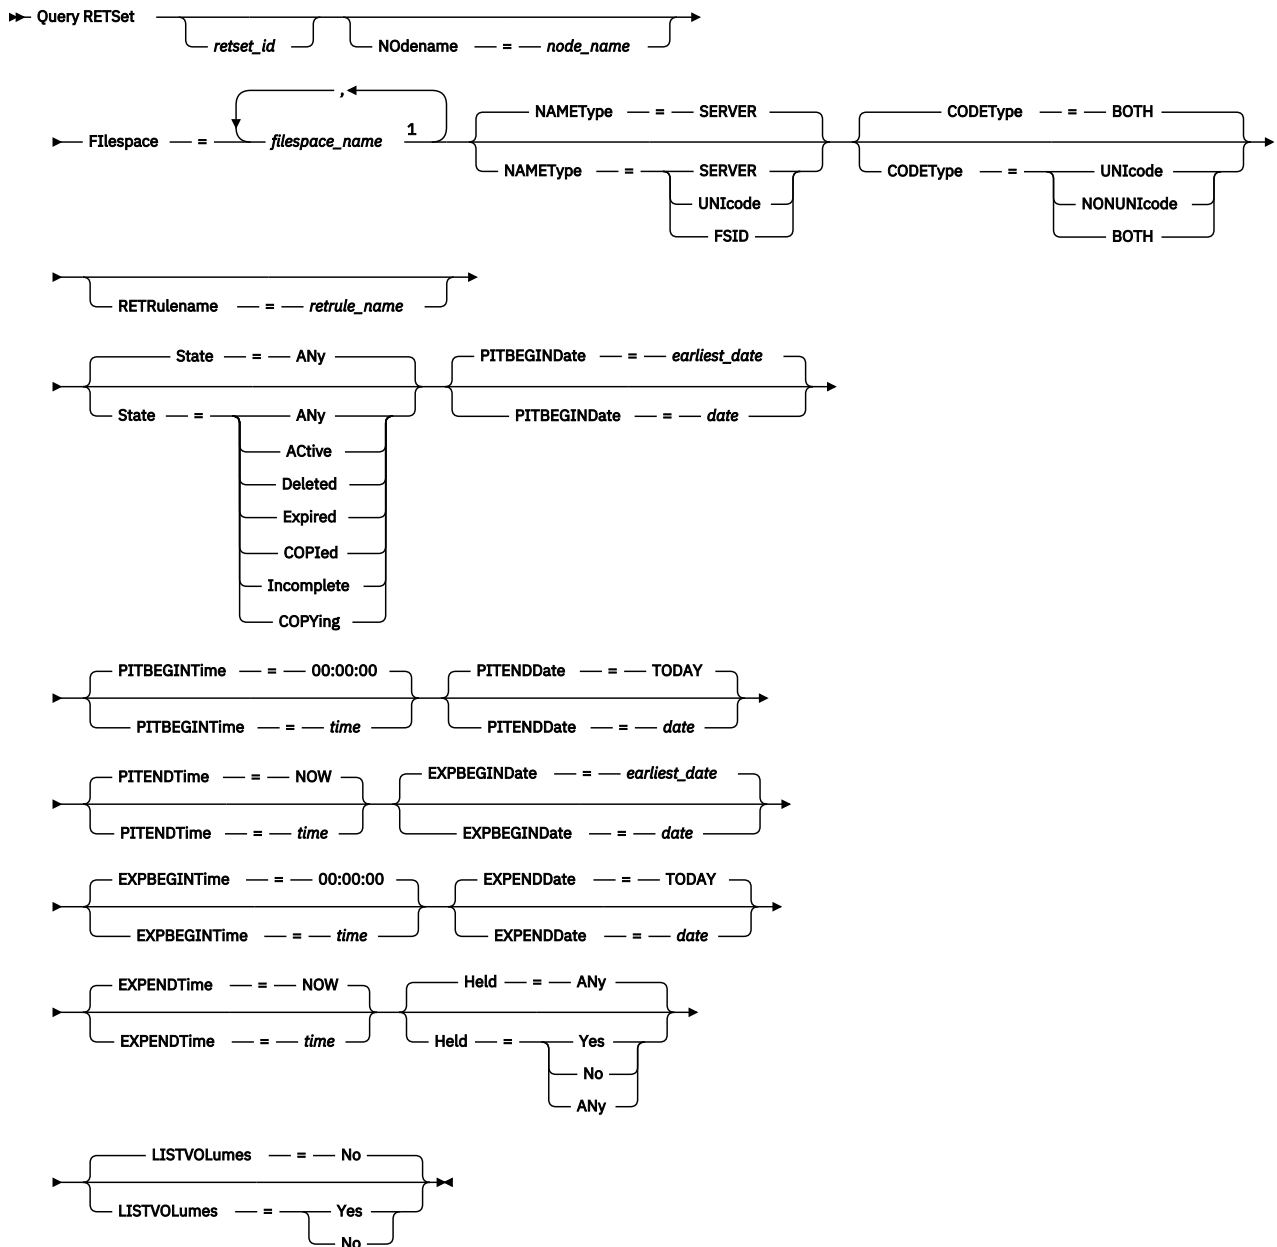 Query RETSet
retset_id NOdename = node_name
,
FIlespace = filespace_name 1
NAMEType = SERVER CODEType = BOTH
NAMEType = SERVER CODEType = UNIcode
UNIcode NONUNIcode
FSID BOTH
RETRulename = retrule_name
State = ANy PITBEGINDate = earliest_date
State = ANy PITBEGINDate = date
ACtive
Deleted
Expired
COPIed
Incomplete
COPYing
PITBEGINTime = 00:00:00 PITENDDate = TODAY
PITBEGINTime = time PITENDDate = date
PITENDTime = NOW EXPBEGINDate = earliest_date
PITENDTime = time EXPBEGINDate = date
EXPBEGINTime = 00:00:00 EXPENDDate = TODAY
EXPBEGINTime = time EXPENDDate = date
EXPENDTime = NOW Held = ANy
EXPENDTime = time Held = Yes
No
ANy
LISTVOLumes = No
LISTVOLumes = Yes
No